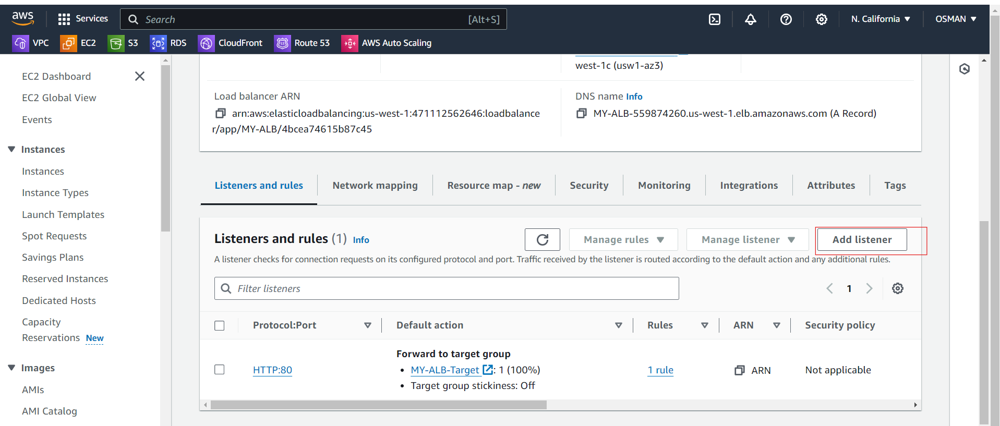 aws
Services
Search
[Alt+S]
N. California
OSMAN
VPC
EC2
S3
RDS
CloudFront
Route 53
AWS Auto Scaling
EC2 Dashboard
EC2 Global View
Events
Instances
Instances
Instance Types
Launch Templates
Spot Requests
Savings Plans
Reserved Instances
Dedicated Hosts
Capacity
Reservations New
Images
AMIs
AMI Catalog
west-1c (usw1-az3)
Load balancer ARN
arn:aws:elasticloadbalancing:us-west-1:471112562646:loadbalance
r/app/MY-ALB/4bcea74615b87c45
DNS name Info
MY-ALB-559874260.us-west-1.elb.amazonaws.com (A Record)
Listeners and rules
Network mapping
Resource map - new
Security
Monitoring
Integrations
Attributes
Tags
Listeners and rules (1) Info
Manage rules
Manage listener
Add listener
A listener checks for connection requests on its configured protocol and port. Traffic received by the listener is routed according to the default action and any additional rules.
Filter listeners
1
Protocol:Port
Default action
Rules
ARN
Security policy
HTTP:80
Forward to target group
• MY-ALB-Target : 1 (100%)
• Target group stickiness: Off
1 rule
ARN
Not applicable